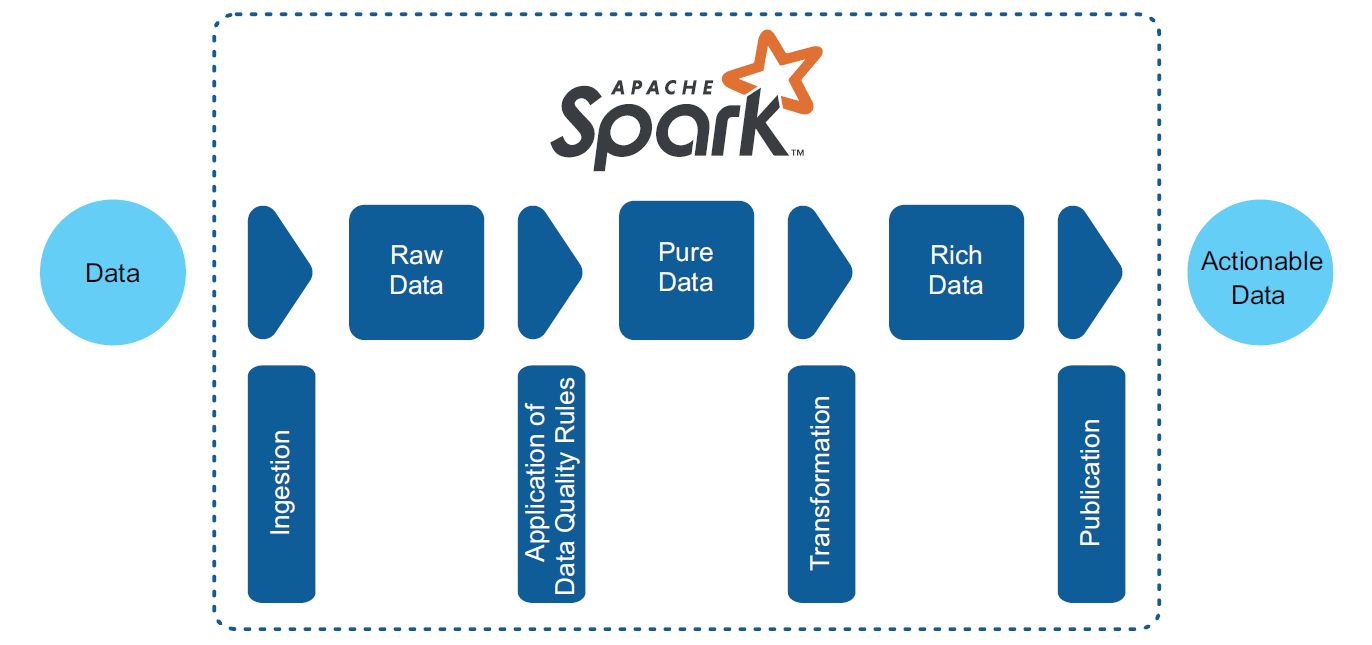 APACHE
Spark™
Data
Raw
Data
Pure
Data
Rich
Data
Actionable
Data
Ingestion
Application of
Data Quality Rules
Transformation
Publication